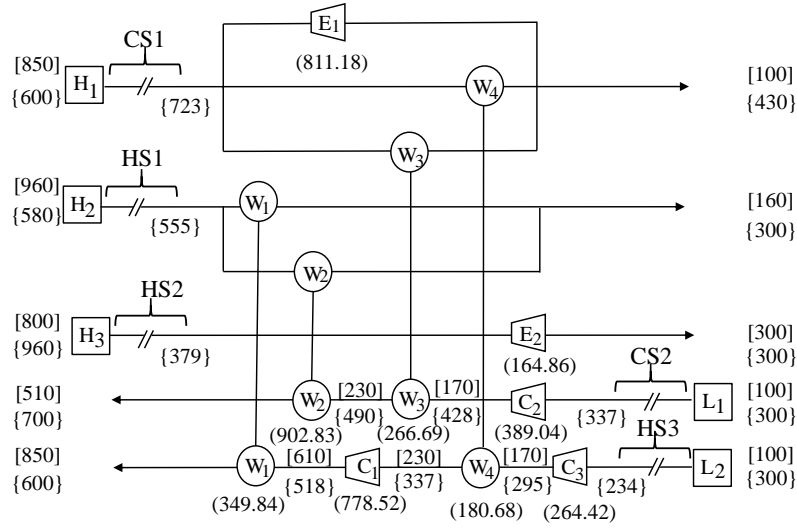 E1
CS1
(811.18)
[850] [100]
{600} H1 {723} W4 {430}
W3
HS1
[960] [160]
{580} H2 {555} W1 {300}
W2
HS2
[800] [300]
{960} H3 {379} E2 {300}
(164.86) CS2
[510] [230] [170] [100]
{700} W2 {490} W3 {428} C2 {337} L1 {300}
(902.83) (266.69) (389.04) HS3
[850] [610] [230] [170] [100]
{600} W1 {518} C1 {337} W4 {295} C3 {234} L2 {300}
(349.84) (778.52) (180.68) (264.42)